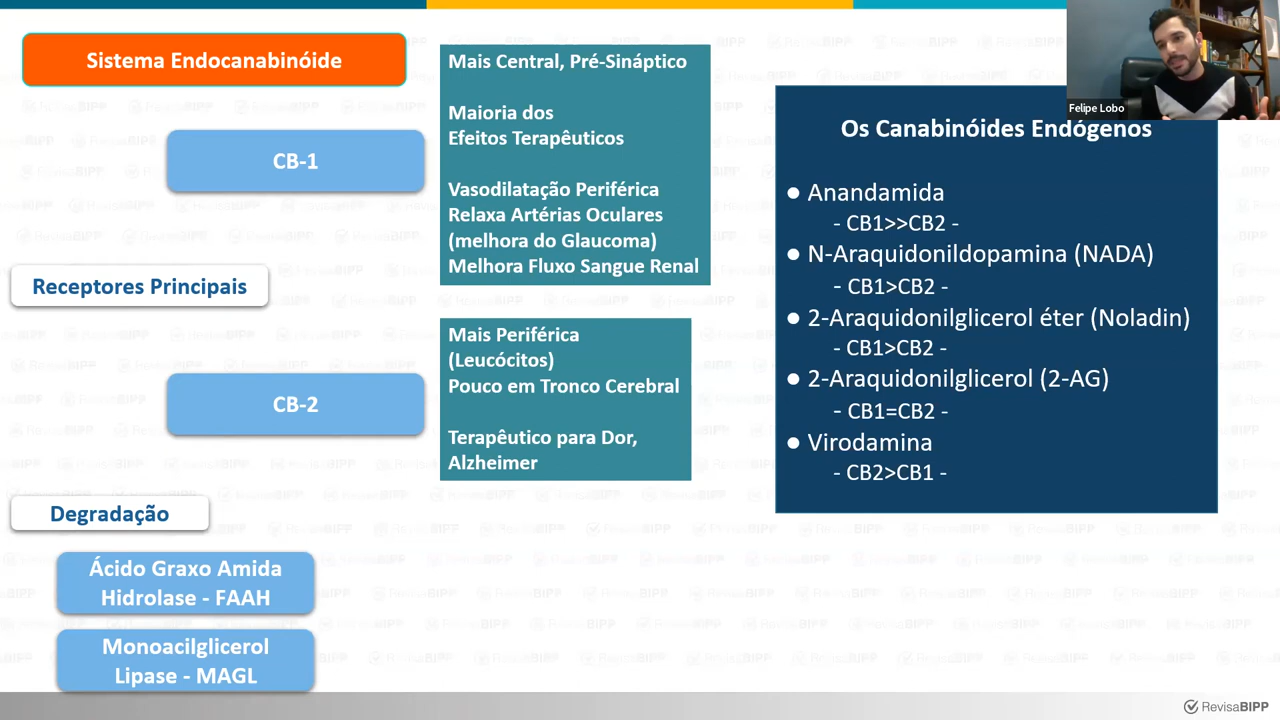 Sistema Endocanabinóide
CB-1
Mais Central, Pré-Sináptico
Maioria dos
Efeitos Terapêuticos
Vasodilatação Periférica
Relaxa Artérias Oculares
(melhora do Glaucoma)
Melhora Fluxo Sangue Renal
Receptores Principais
CB-2
Mais Periférica
(Leucócitos)
Pouco em Tronco Cerebral
Terapêutico para Dor,
Alzheimer
Degradação
Ácido Graxo Amida
Hidrolase - FAAH
Monoacilglicerol
Lipase - MAGL
Felipe Lobo
Os Canabinóides Endógenos
● Anandamida
- CB1>>CB2 -
● N-Araquidonildopamina (NADA)
- CB1>CB2 -
● 2-Araquidonilglicerol éter (Noladin)
- CB1>CB2 -
● 2-Araquidonilglicerol (2-AG)
- CB1=CB2 -
● Virodamina
- CB2>CB1 -
RevisaBIPP